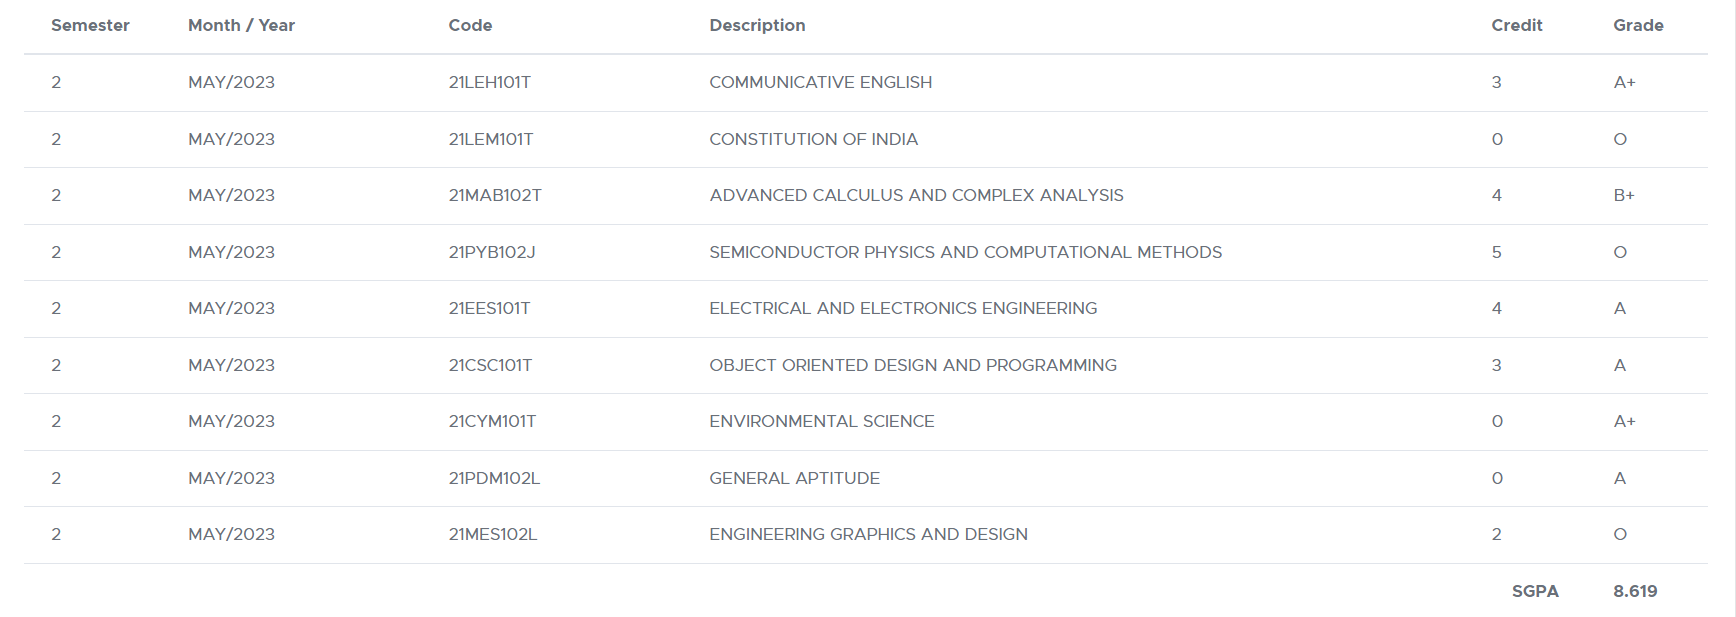 Semester Month / Year Code Description Credit Grade
2 MAY/2023 21LEH101T COMMUNICATIVE ENGLISH 3 A+
2 MAY/2023 21LEM101T CONSTITUTION OF INDIA 0 O
2 MAY/2023 21MAB102T ADVANCED CALCULUS AND COMPLEX ANALYSIS 4 B+
2 MAY/2023 21PYB102J SEMICONDUCTOR PHYSICS AND COMPUTATIONAL METHODS 5 O
2 MAY/2023 21EES101T ELECTRICAL AND ELECTRONICS ENGINEERING 4 A
2 MAY/2023 21CSC101T OBJECT ORIENTED DESIGN AND PROGRAMMING 3 A
2 MAY/2023 21CYM101T ENVIRONMENTAL SCIENCE 0 A+
2 MAY/2023 21PDM102L GENERAL APTITUDE 0 A
2 MAY/2023 21MES102L ENGINEERING GRAPHICS AND DESIGN 2 O
SGPA 8.619